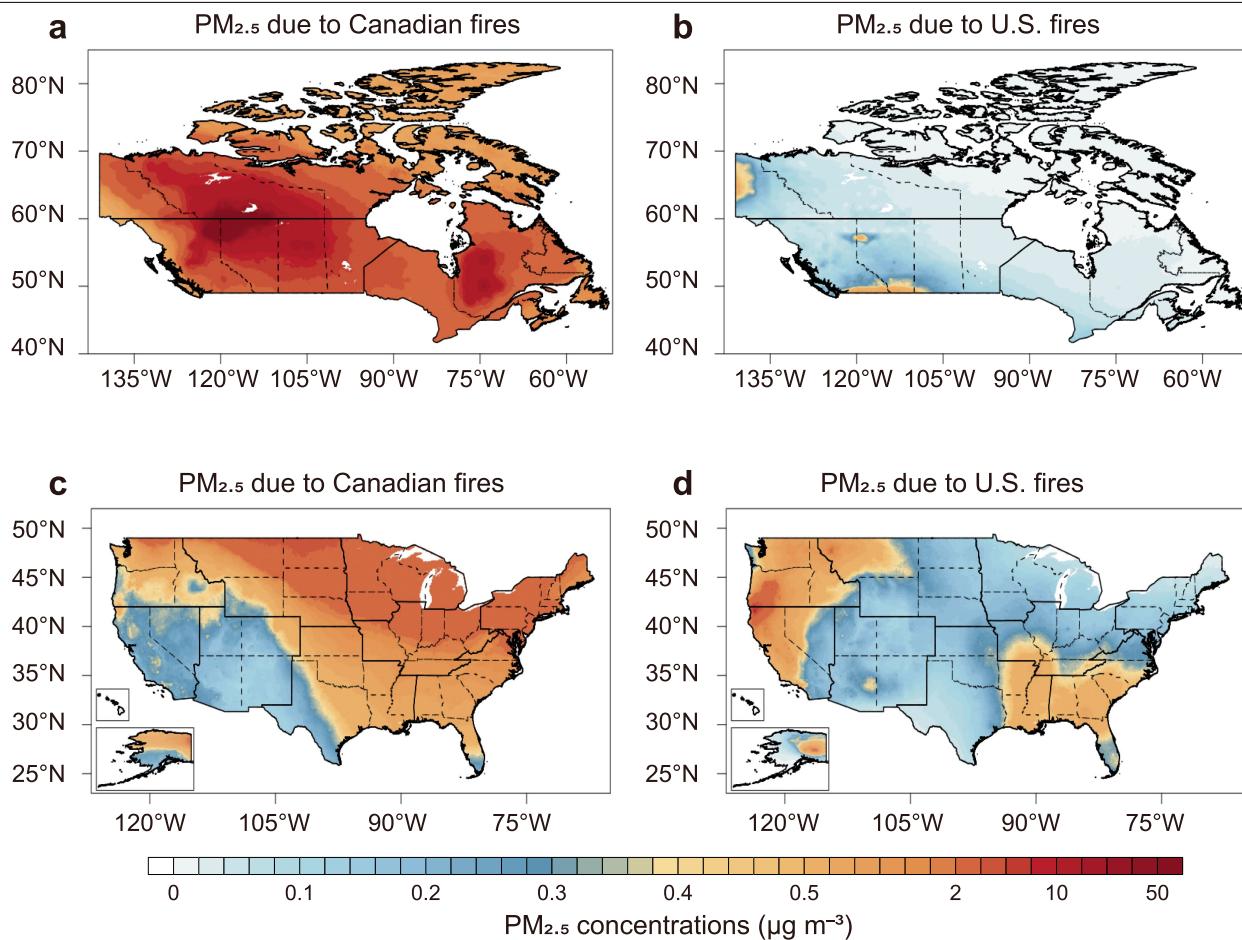 a PM₂.₅ due to Canadian fires
b PM₂.₅ due to U.S. fires
80°N
70°N
60°N
50°N
40°N
135°W 120°W 105°W 90°W 75°W 60°W
80°N
70°N
60°N
50°N
40°N
135°W 120°W 105°W 90°W 75°W 60°W
c PM₂.₅ due to Canadian fires
d PM₂.₅ due to U.S. fires
50°N
45°N
40°N
35°N
30°N
25°N
120°W 105°W 90°W 75°W
50°N
45°N
40°N
35°N
30°N
25°N
120°W 105°W 90°W 75°W
0 0.1 0.2 0.3 0.4 0.5 2 10 50
PM₂.₅ concentrations (µg m⁻³)